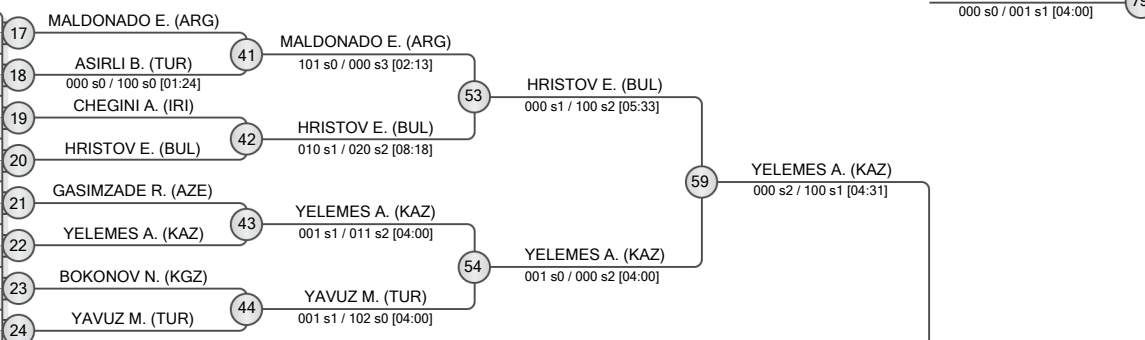 000 s0 / 001 s1 [04:00]
17
MALDONADO E. (ARG)
41
MALDONADO E. (ARG)
101 s0 / 000 s3 [02:13]
18
ASIRLI B. (TUR)
000 s0 / 100 s0 [01:24]
53
HRISTOV E. (BUL)
000 s1 / 100 s2 [05:33]
19
CHEGINI A. (IRI)
42
HRISTOV E. (BUL)
010 s1 / 020 s2 [08:18]
20
HRISTOV E. (BUL)
59
YELEMES A. (KAZ)
000 s2 / 100 s1 [04:31]
21
GASIMZADE R. (AZE)
43
YELEMES A. (KAZ)
001 s1 / 011 s2 [04:00]
22
YELEMES A. (KAZ)
54
YELEMES A. (KAZ)
001 s0 / 000 s2 [04:00]
23
BOKONOV N. (KGZ)
44
YAVUZ M. (TUR)
001 s1 / 102 s0 [04:00]
24
YAVUZ M. (TUR)